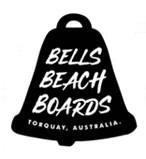 BELLS
BEACH
BOARDS
TORQUAY, AUSTRALIA.